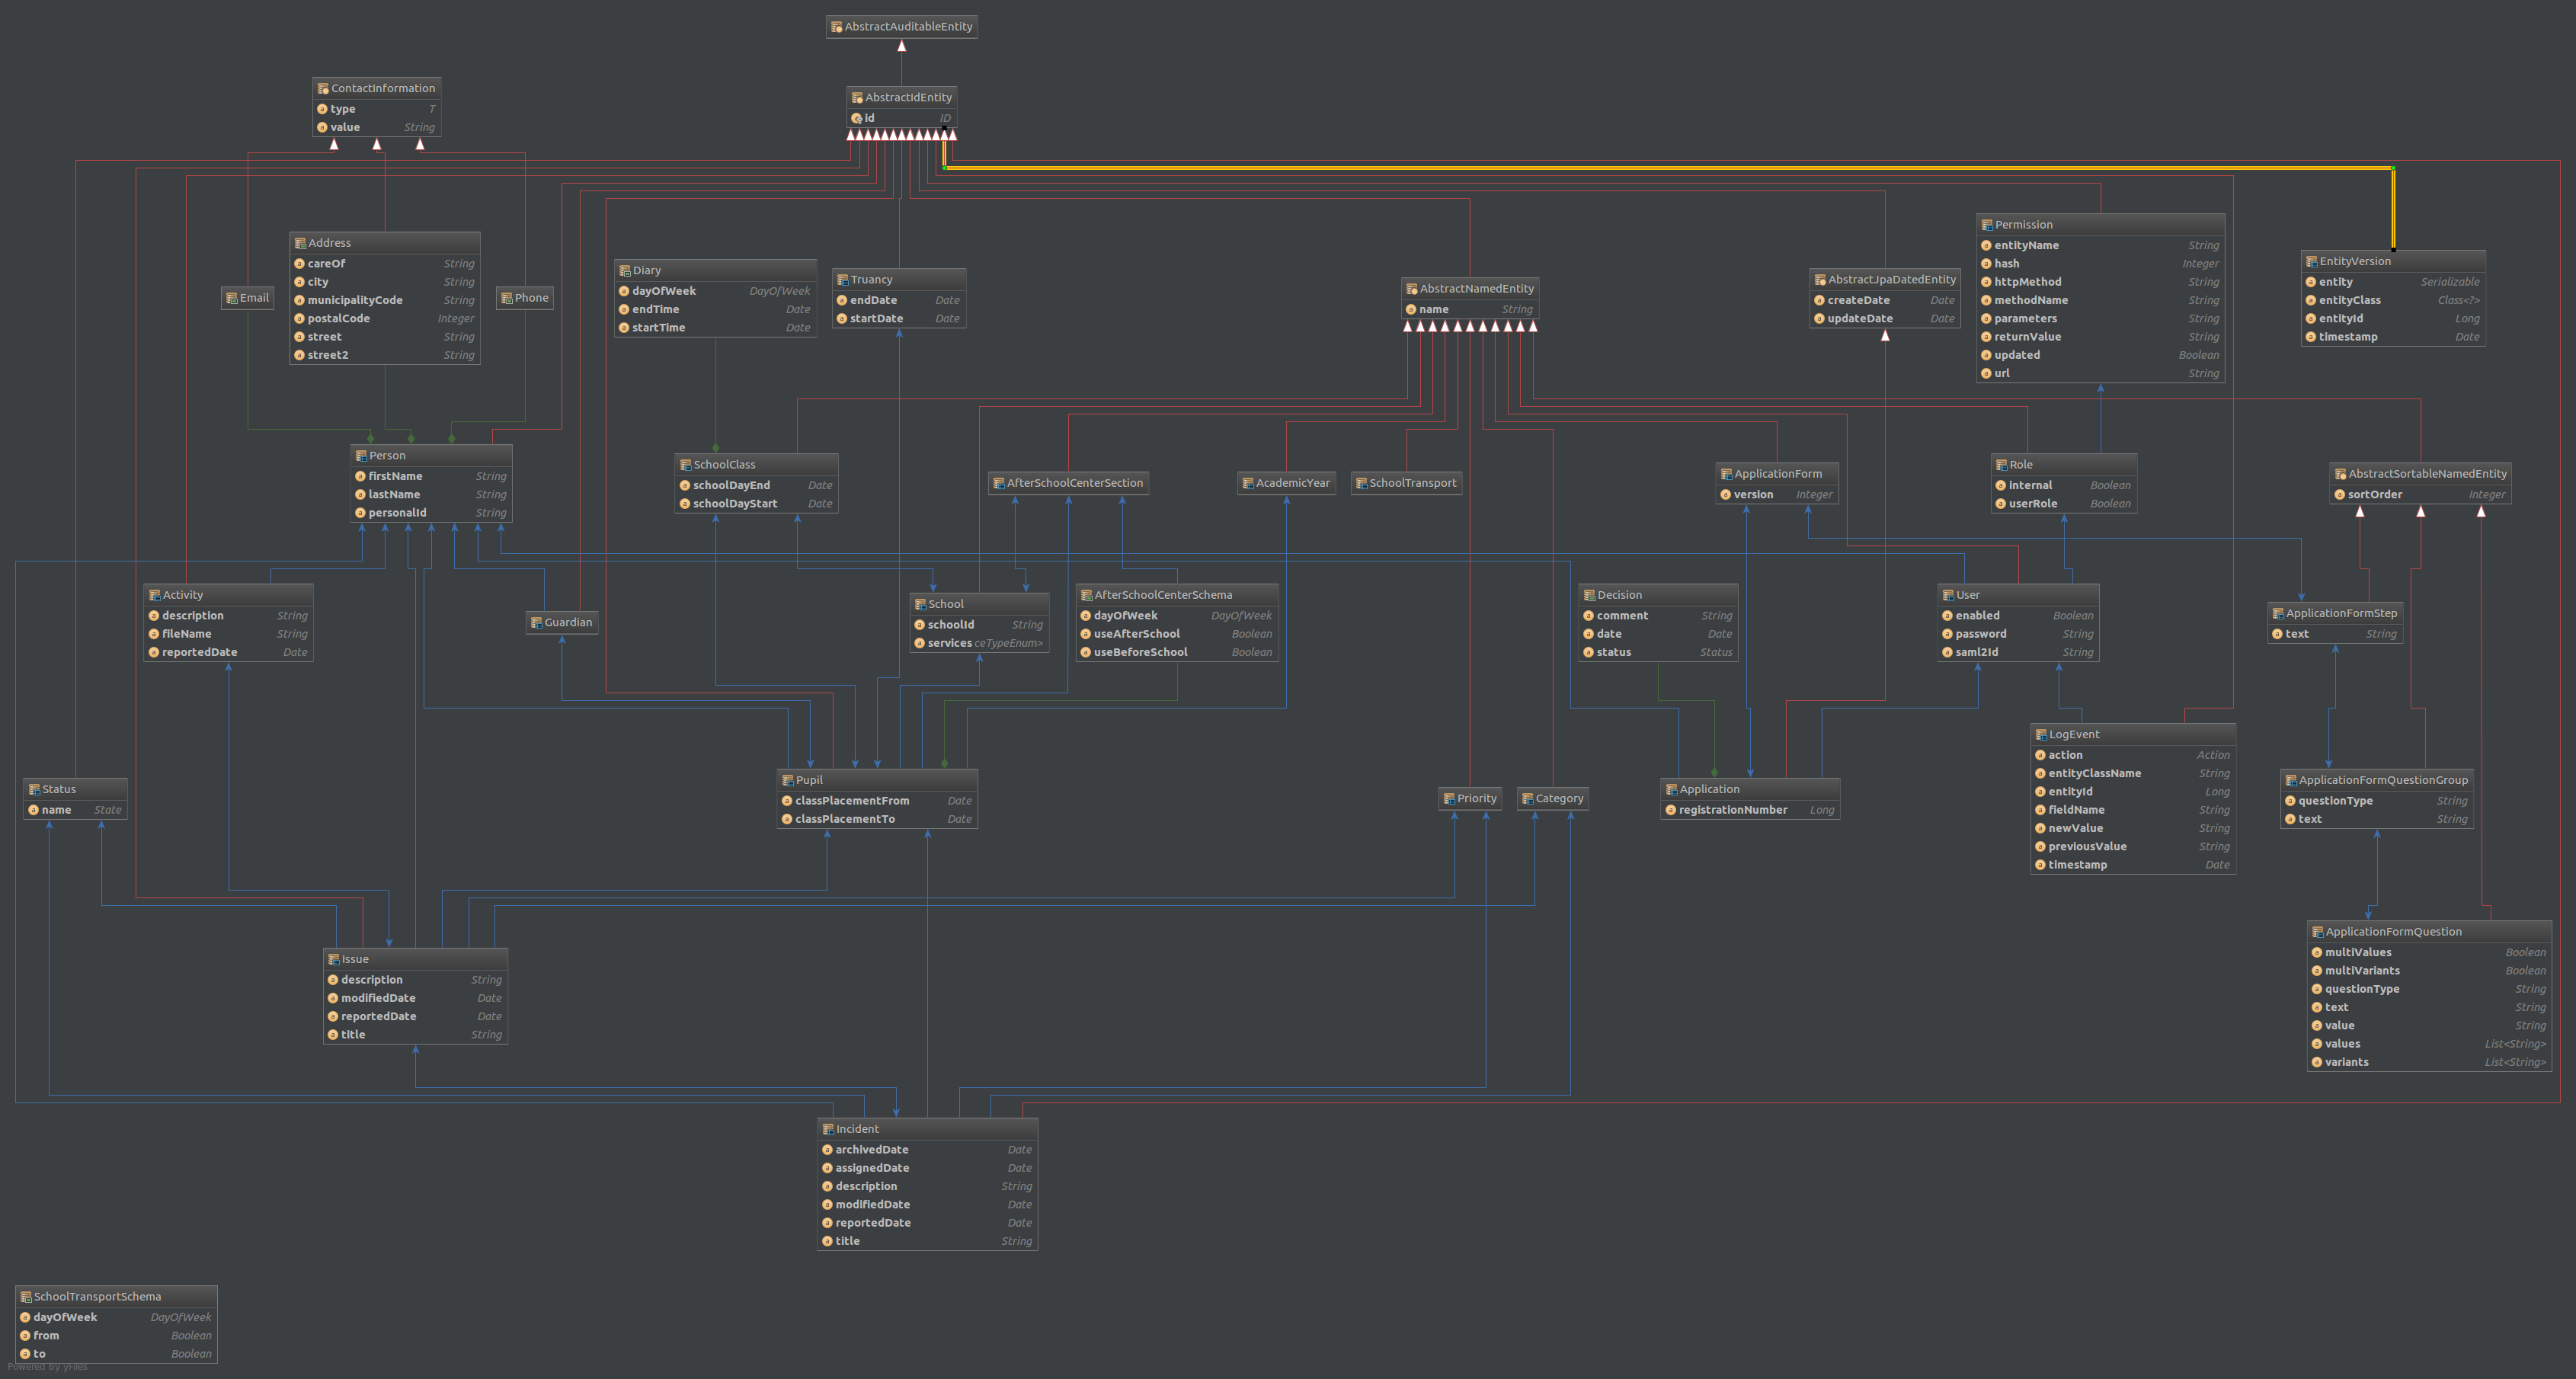 AbstractAuditableEntity
ContactInformation
type T
value String
AbstractIdEntity
id ID
Address
careOf String
city String
municipalityCode String
postalCode Integer
street String
street2 String
Email
Phone
Diary
dayOfWeek DayOfWeek
endTime Date
startTime Date
Truancy
endDate Date
startDate Date
AbstractNamedEntity
name String
AbstractJpaDatedEntity
createDate Date
updateDate Date
Permission
entityName String
hash Integer
httpMethod String
methodName String
parameters String
returnValue String
updated Boolean
url String
EntityVersion
entity Serializable
entityClass Class<?>
entityId Long
timestamp Date
Person
firstName String
lastName String
personalId String
SchoolClass
schoolDayEnd Date
schoolDayStart Date
AfterSchoolCenterSection
AcademicYear
SchoolTransport
ApplicationForm
version Integer
Role
internal Boolean
userRole Boolean
AbstractSortableNamedEntity
sortOrder Integer
Activity
description String
fileName String
reportedDate Date
Guardian
School
schoolId String
services ceTypeEnum>
AfterSchoolCenterSchema
dayOfWeek DayOfWeek
useAfterSchool Boolean
useBeforeSchool Boolean
Decision
comment String
date Date
status Status
User
enabled Boolean
password String
saml2Id String
ApplicationFormStep
text String
Status
name State
Pupil
classPlacementFrom Date
classPlacementTo Date
Priority
Category
Application
registrationNumber Long
LogEvent
action Action
entityClassName String
entityId Long
fieldName String
newValue String
previousValue String
timestamp Date
ApplicationFormQuestionGroup
questionType String
text String
Issue
description String
modifiedDate Date
reportedDate Date
title String
ApplicationFormQuestion
multiValues Boolean
multiVariants Boolean
questionType String
text String
value String
values List<String>
variants List<String>
Incident
archivedDate Date
assignedDate Date
description String
modifiedDate Date
reportedDate Date
title String
SchoolTransportSchema
dayOfWeek DayOfWeek
from Boolean
to Boolean
Powered by yFiles